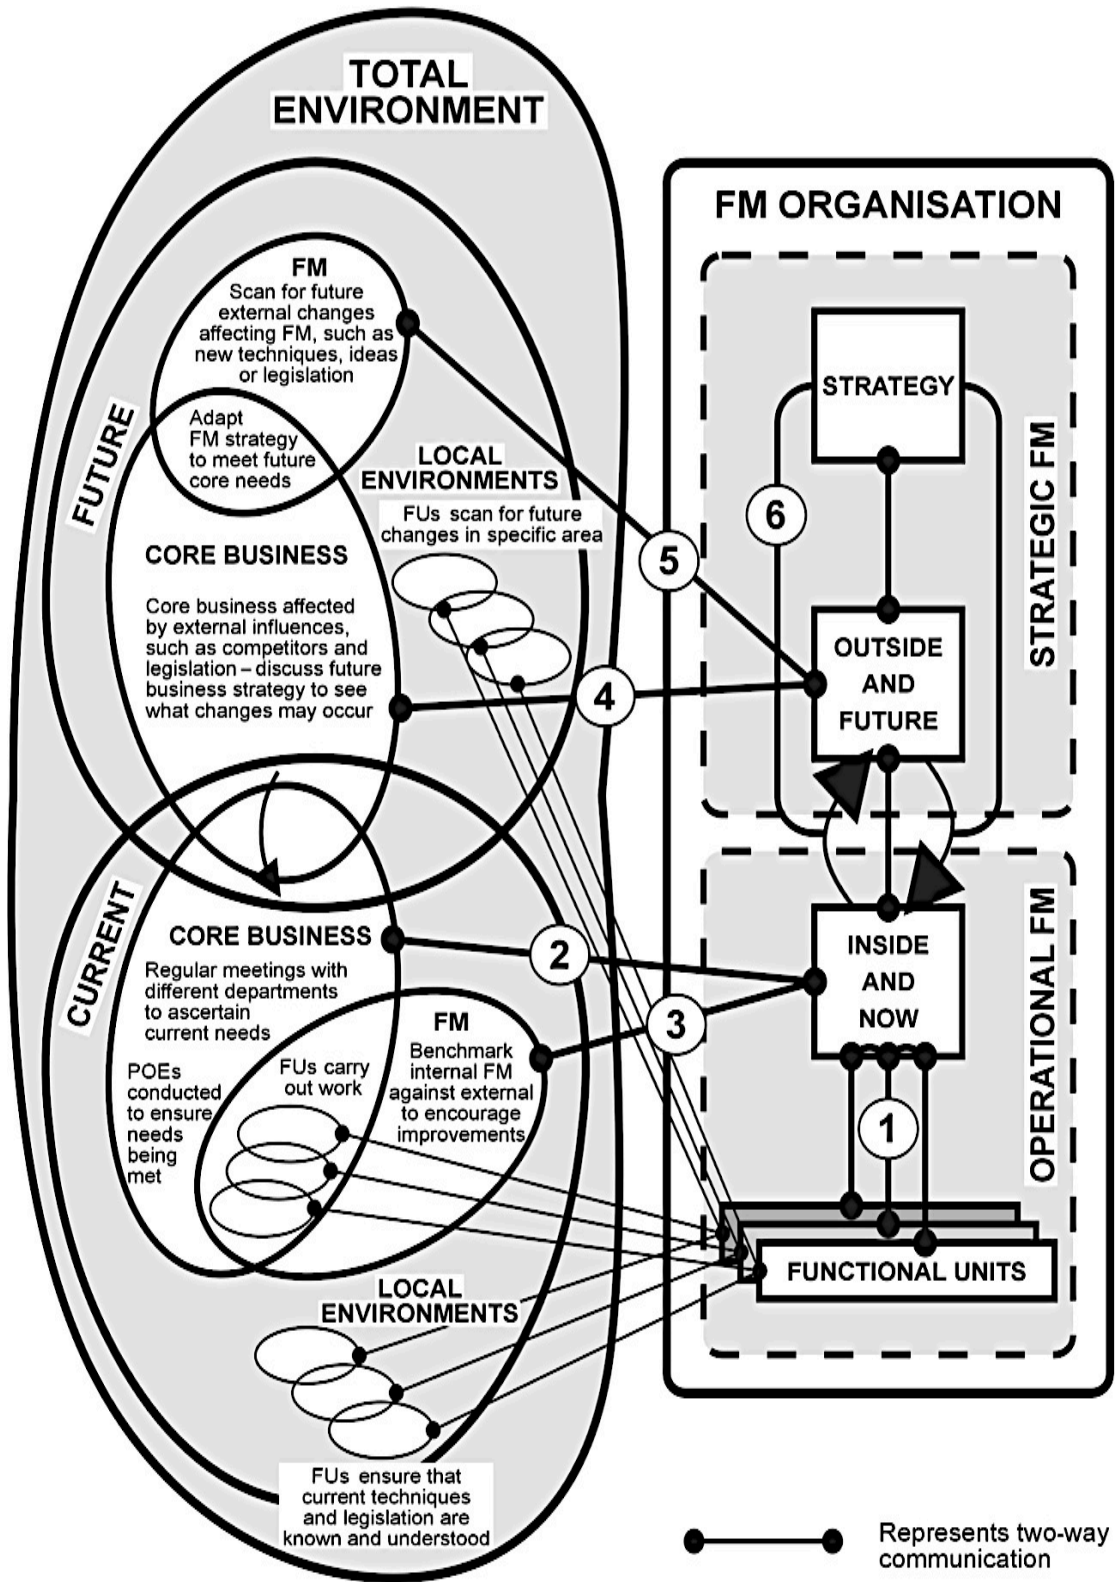 TOTAL
ENVIRONMENT
FM ORGANISATION
FM
Scan for future
external changes
affecting FM, such as
new techniques, ideas
or legislation
STRATEGY
FUTURE
Adapt
FM strategy
to meet future
core needs
LOCAL
ENVIRONMENTS
FUs scan for future
changes in specific area
STRATEGIC FM
6
5
CORE BUSINESS
Core business affected
by external influences,
such as competitors and
legislation – discuss future
business strategy to see
what changes may occur
4
OUTSIDE
AND
FUTURE
CURRENT
CORE BUSINESS
Regular meetings with
different departments
to ascertain
current needs
2
INSIDE
AND
NOW
OPERATIONAL FM
3
FM
Benchmark
internal FM
against external
to encourage
improvements
FUs carry
out work
POEs
conducted
to ensure
needs
being
met
1
FUNCTIONAL UNITS
LOCAL
ENVIRONMENTS
FUs ensure that
current techniques
and legislation are
known and understood
Represents two-way
communication